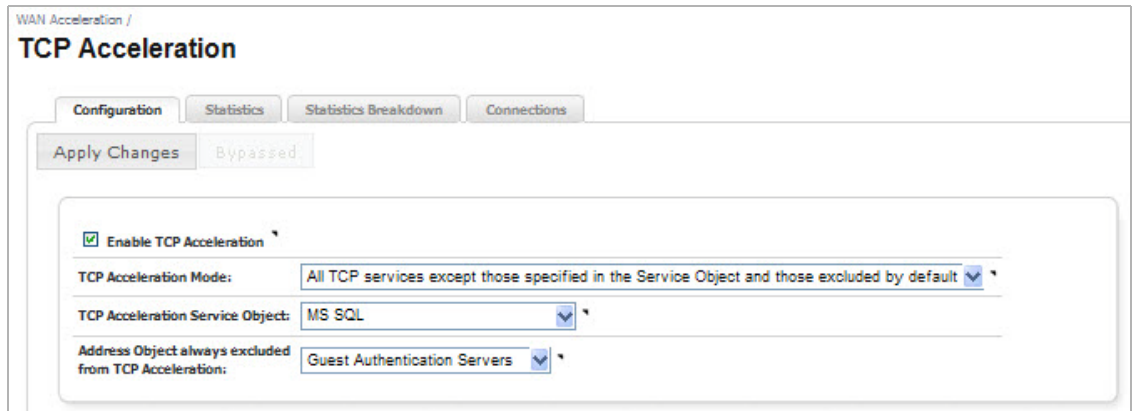 WAN Acceleration /
TCP Acceleration
Configuration Statistics Statistics Breakdown Connections
Apply Changes Bypassed
Enable TCP Acceleration
TCP Acceleration Mode: All TCP services except those specified in the Service Object and those excluded by default
TCP Acceleration Service Object: MS SQL
Address Object always excluded
from TCP Acceleration: Guest Authentication Servers